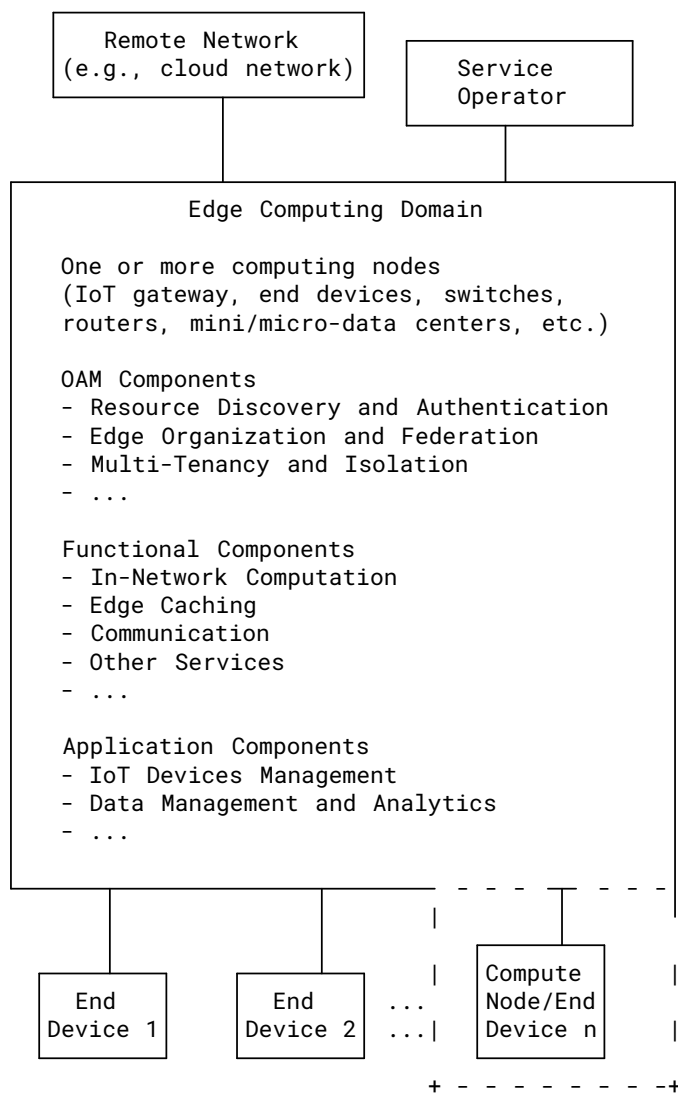 Remote Network
(e.g., cloud network)
Service
Operator
Edge Computing Domain
One or more computing nodes
(IoT gateway, end devices, switches,
routers, mini/micro-data centers, etc.)
OAM Components
- Resource Discovery and Authentication
- Edge Organization and Federation
- Multi-Tenancy and Isolation
- ...
Functional Components
- In-Network Computation
- Edge Caching
- Communication
- Other Services
- ...
Application Components
- IoT Devices Management
- Data Management and Analytics
- ...
End
Device 1
End
Device 2
...
...
Compute
Node/End
Device n